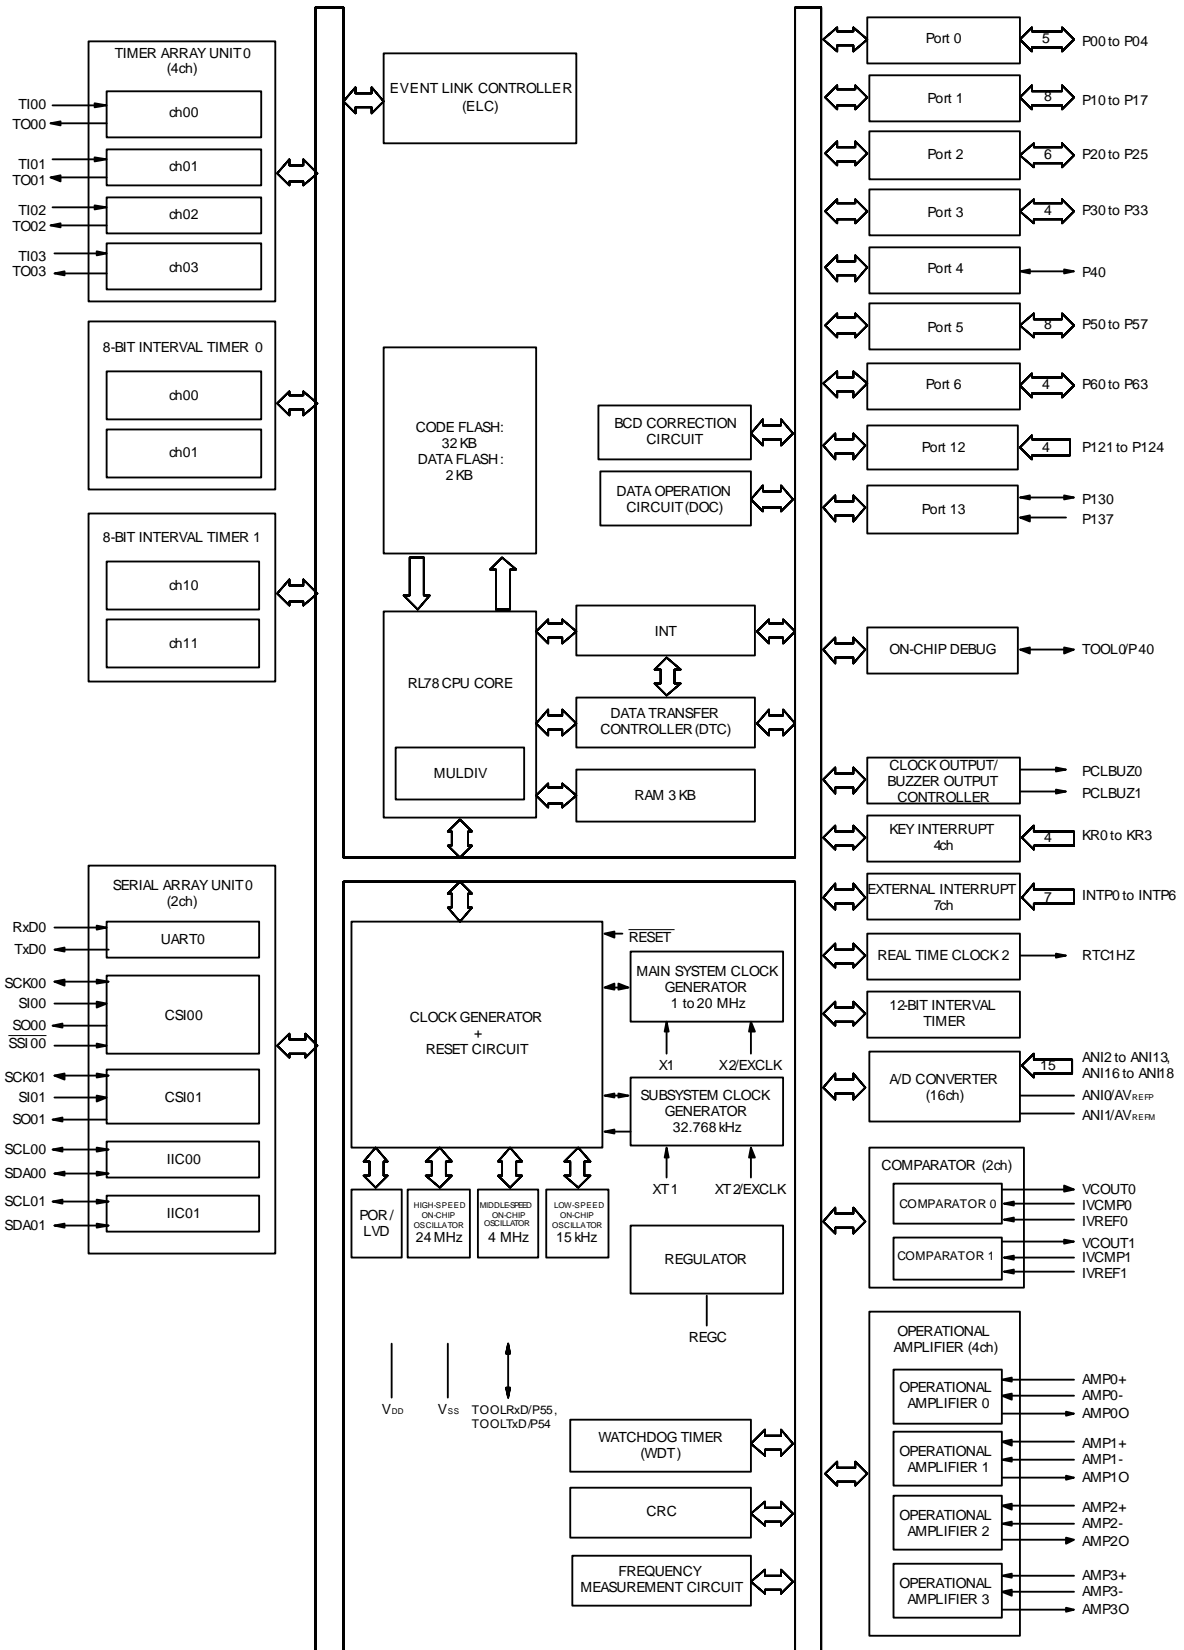 TIMER ARRAY UNIT 0
(4ch)
TI00
TO00
ch00
TI01
TO01
ch01
TI02
TO02
ch02
TI03
TO03
ch03
8-BIT INTERVAL TIMER 0
ch00
ch01
8-BIT INTERVAL TIMER 1
ch10
ch11
SERIAL ARRAY UNIT 0
(2ch)
RxD0
TxD0
UART0
SCK00
SI00
SO00
SSI00
CSI00
SCK01
SI01
SO01
CSI01
SCL00
SDA00
IIC00
SCL01
SDA01
IIC01
EVENT LINK CONTROLLER
(ELC)
CODE FLASH:
32 KB
DATA FLASH :
2 KB
BCD CORRECTION
CIRCUIT
DATA OPERATION
CIRCUIT (DOC)
RL78 CPU CORE
MULDIV
INT
DATA TRANSFER
CONTROLLER (DTC)
RAM 3 KB
CLOCK GENERATOR
+
RESET CIRCUIT
RESET
MAIN SYSTEM CLOCK
GENERATOR
1 to 20 MHz
X1
X2/EXCLK
SUBSYSTEM CLOCK
GENERATOR
32.768 kHz
XT1
XT2/EXCLK
POR /
LVD
HIGH-SPEED
ON-CHIP
OSCILLATOR
24 MHz
MIDDLE-SPEED
ON-CHIP
OSCILLATOR
4 MHz
LOW-SPEED
ON-CHIP
OSCILLATOR
15 kHz
REGULATOR
REGC
VDD
VSS
TOOLRxD/P55,
TOOLTxD/P54
WATCHDOG TIMER
(WDT)
CRC
FREQUENCY
MEASUREMENT CIRCUIT
Port 0
5
P00 to P04
Port 1
8
P10 to P17
Port 2
6
P20 to P25
Port 3
4
P30 to P33
Port 4
P40
Port 5
8
P50 to P57
Port 6
4
P60 to P63
Port 12
4
P121 to P124
Port 13
P130
P137
ON-CHIP DEBUG
TOOL0/P40
CLOCK OUTPUT/
BUZZER OUTPUT
CONTROLLER
PCLBUZ0
PCLBUZ1
KEY INTERRUPT
4ch
4
KR0 to KR3
EXTERNAL INTERRUPT
7ch
7
INTP0 to INTP6
REAL TIME CLOCK 2
RTC1HZ
12-BIT INTERVAL
TIMER
A/D CONVERTER
(16ch)
15
ANI2 to ANI13,
ANI16 to ANI18
ANI0/AVREFP
ANI1/AVREFM
COMPARATOR (2ch)
COMPARATOR 0
VCOUT0
IVCMP0
IVREF0
COMPARATOR 1
VCOUT1
IVCMP1
IVREF1
OPERATIONAL
AMPLIFIER (4ch)
OPERATIONAL
AMPLIFIER 0
AMP0+
AMP0-
AMP0O
OPERATIONAL
AMPLIFIER 1
AMP1+
AMP1-
AMP1O
OPERATIONAL
AMPLIFIER 2
AMP2+
AMP2-
AMP2O
OPERATIONAL
AMPLIFIER 3
AMP3+
AMP3-
AMP3O